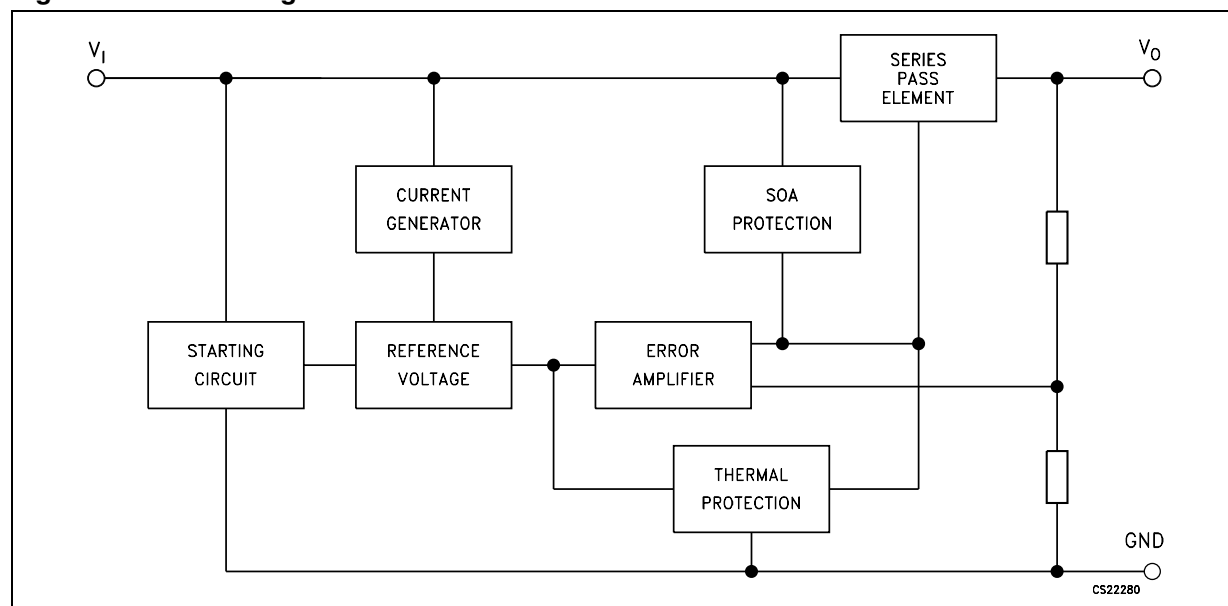 V_I
V_O
SERIES
PASS
ELEMENT
CURRENT
GENERATOR
SOA
PROTECTION
STARTING
CIRCUIT
REFERENCE
VOLTAGE
ERROR
AMPLIFIER
THERMAL
PROTECTION
GND
CS22280